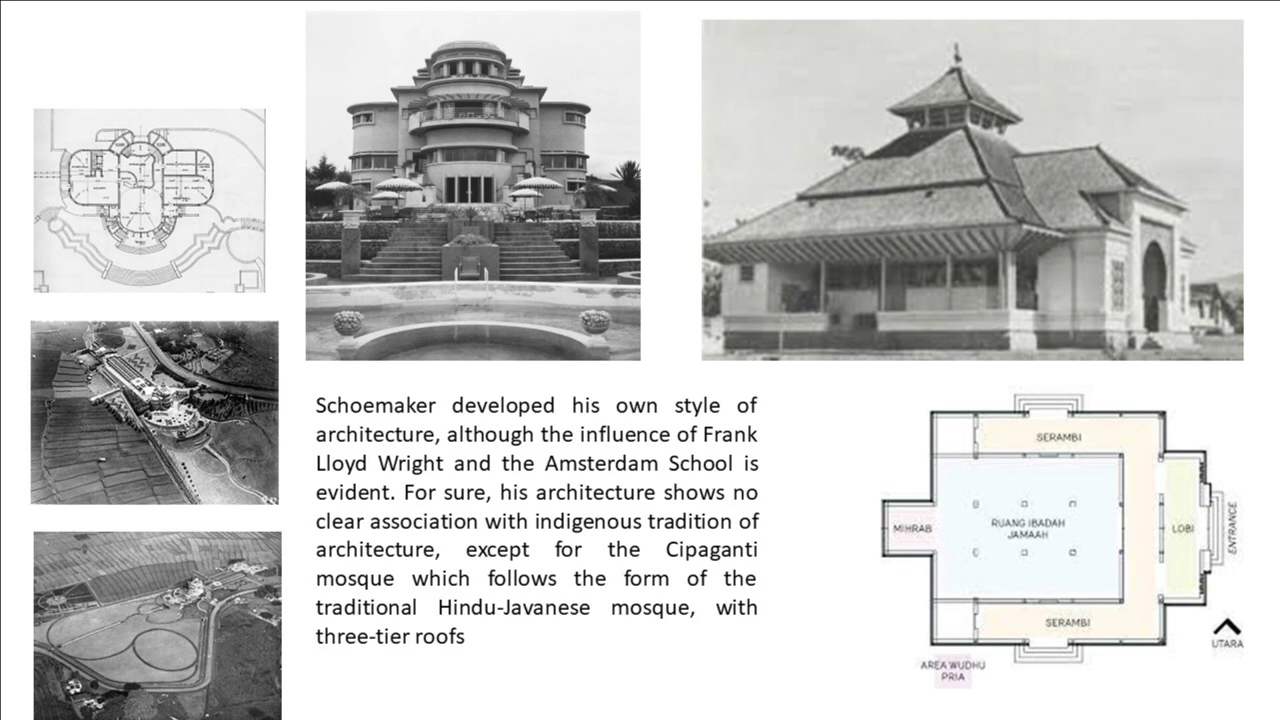 Schoemaker developed his own style of
architecture, although the influence of Frank
Lloyd Wright and the Amsterdam School is
evident. For sure, his architecture shows no
clear association with indigenous tradition of
architecture, except for the Cipaganti
mosque which follows the form of the
traditional Hindu-Javanese mosque, with
three-tier roofs
SERAMBI
MIHRAB
RUANG IBADAH
JAMAAH
LOBI
ENTRANCE
SERAMBI
UTARA
AREA WUDHU
PRIA